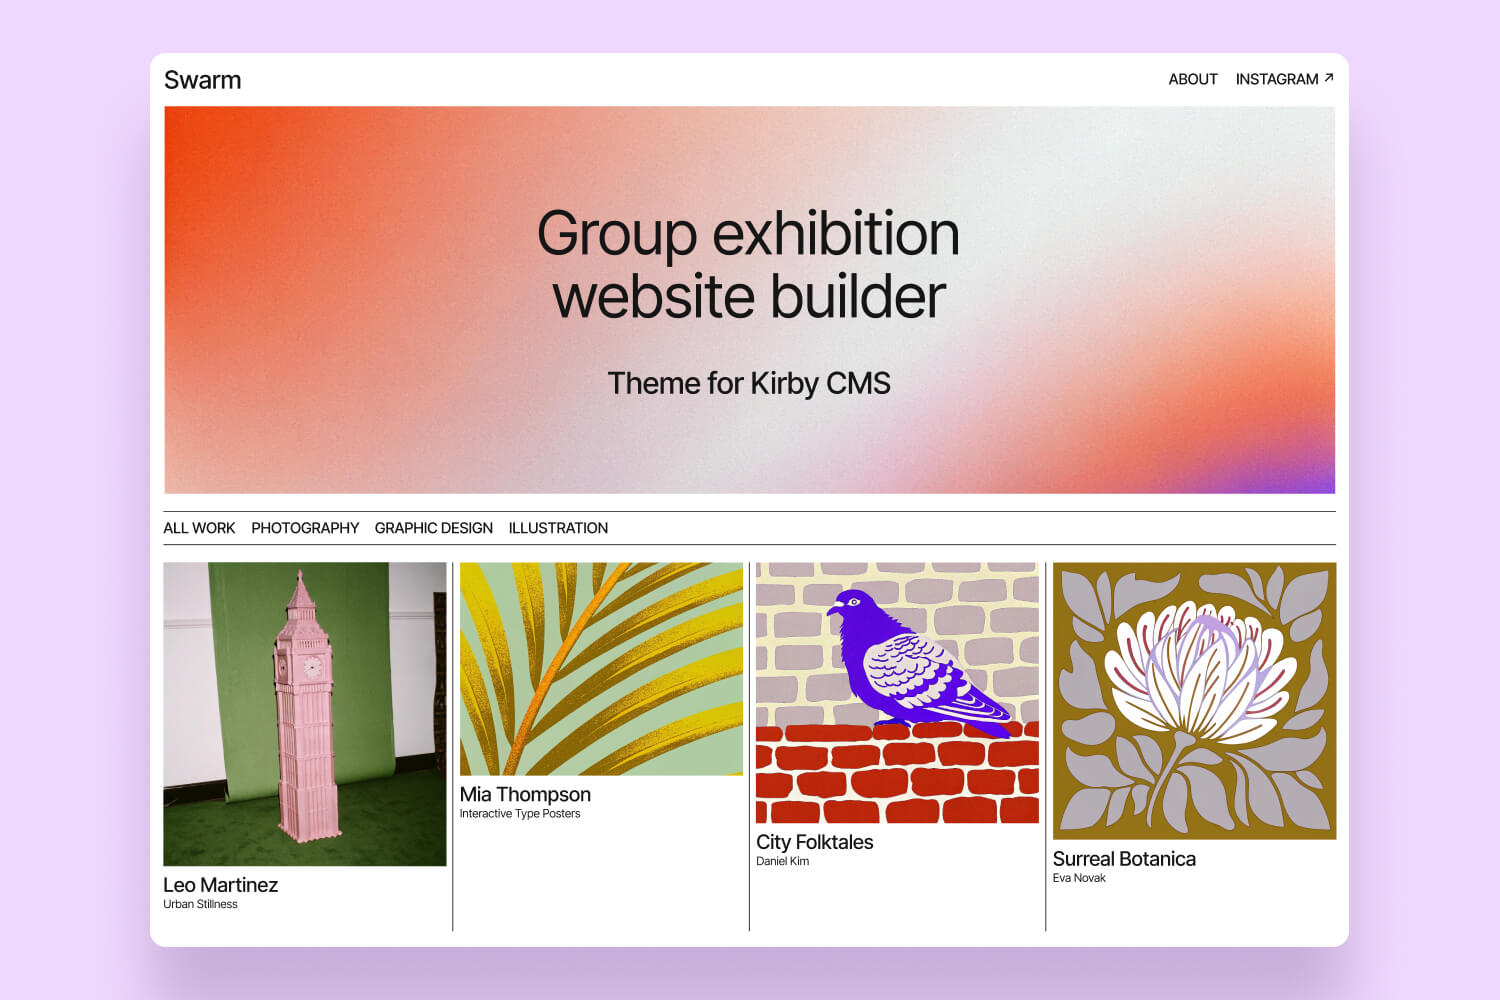 Swarm
ABOUT INSTAGRAM ↗
Group exhibition
website builder
Theme for Kirby CMS
ALL WORK PHOTOGRAPHY GRAPHIC DESIGN ILLUSTRATION
Leo Martinez
Urban Stillness
Mia Thompson
Interactive Type Posters
City Folktales
Daniel Kim
Surreal Botanica
Eva Novak